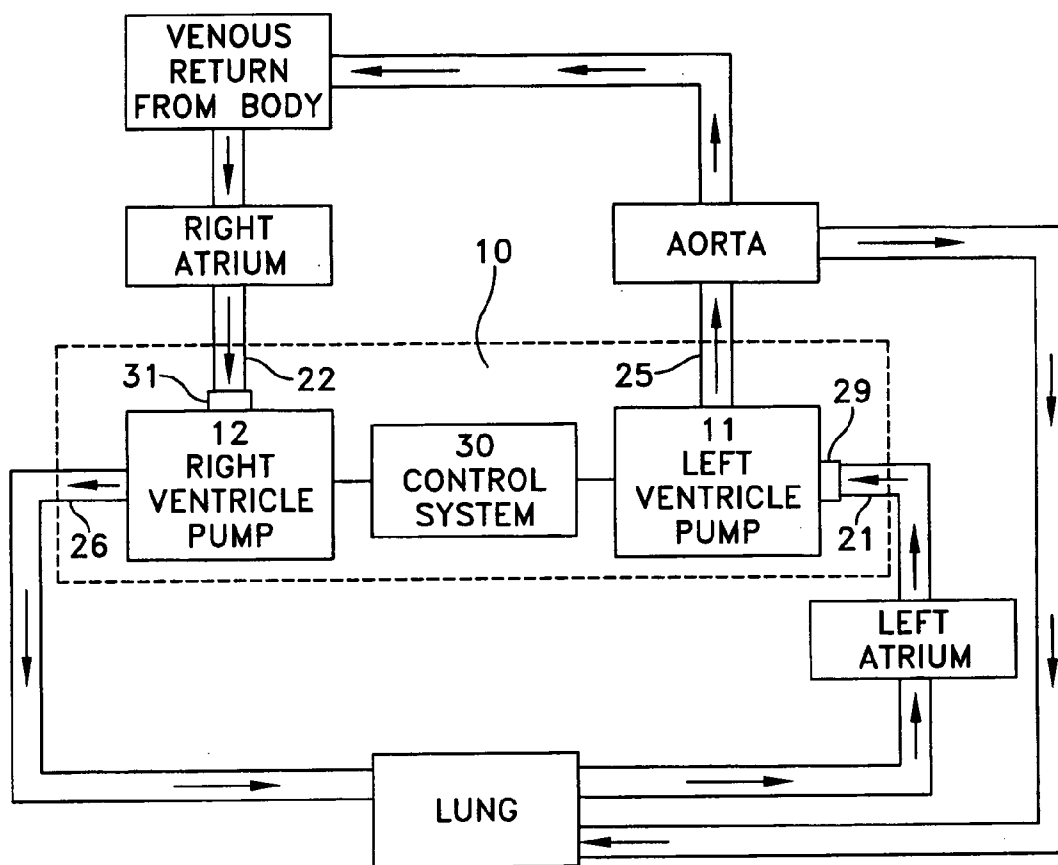 VENOUS
RETURN
FROM BODY
RIGHT
ATRIUM
10
AORTA
31
22
25
29
12
RIGHT
VENTRICLE
PUMP
30
CONTROL
SYSTEM
11
LEFT
VENTRICLE
PUMP
26
21
LEFT
ATRIUM
LUNG